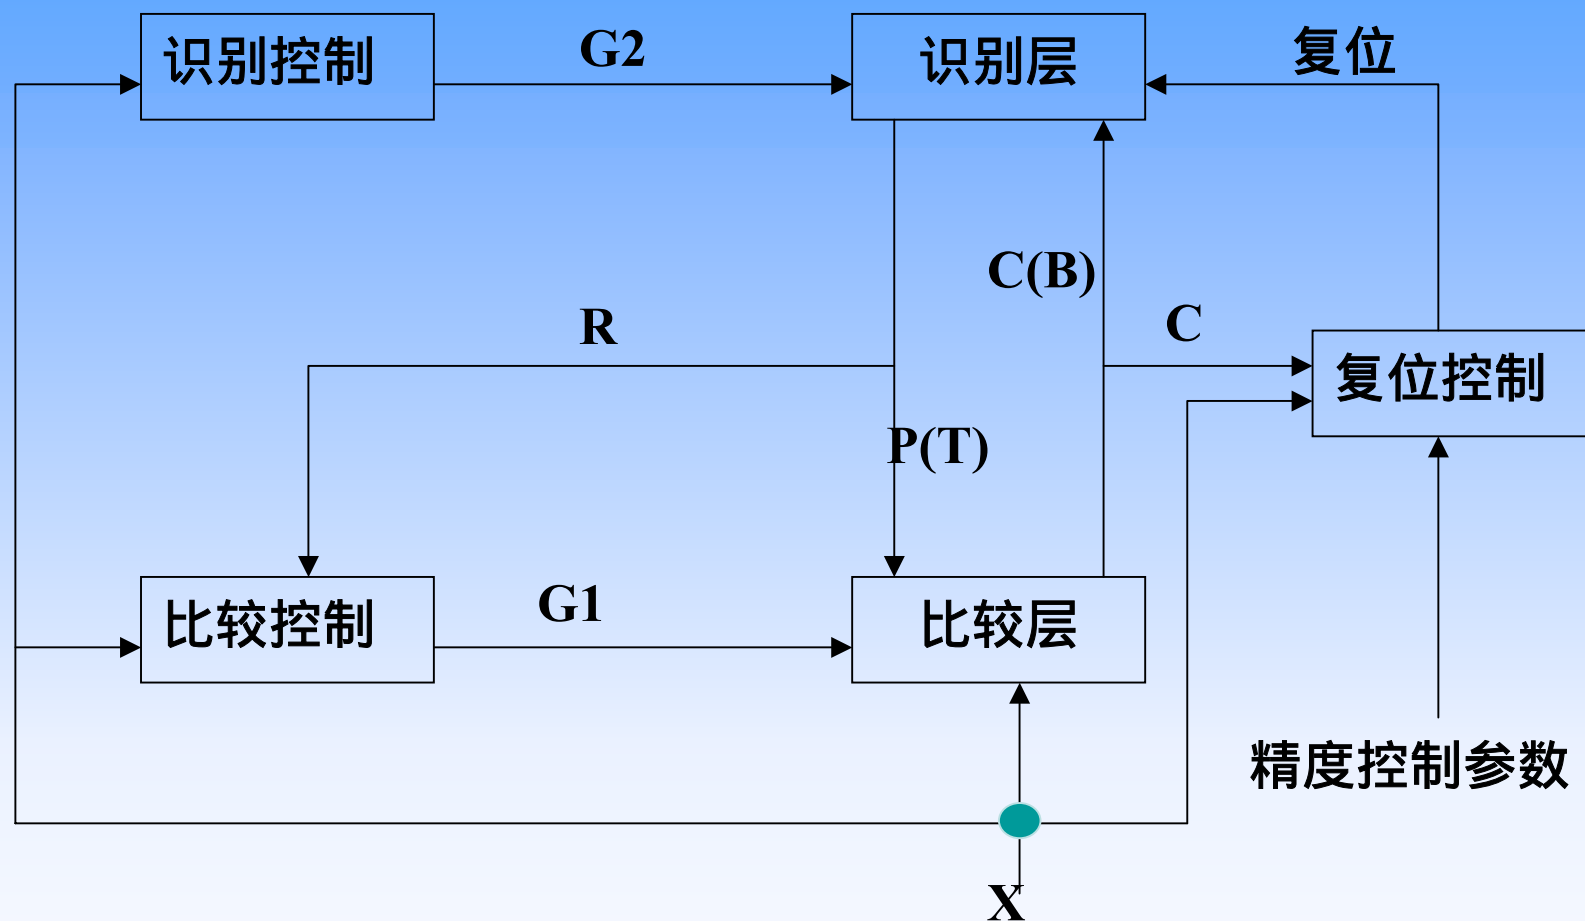 识别控制
G2
识别层
复位
C(B)
R
C
复位控制
P(T)
比较控制
G1
比较层
精度控制参数
X